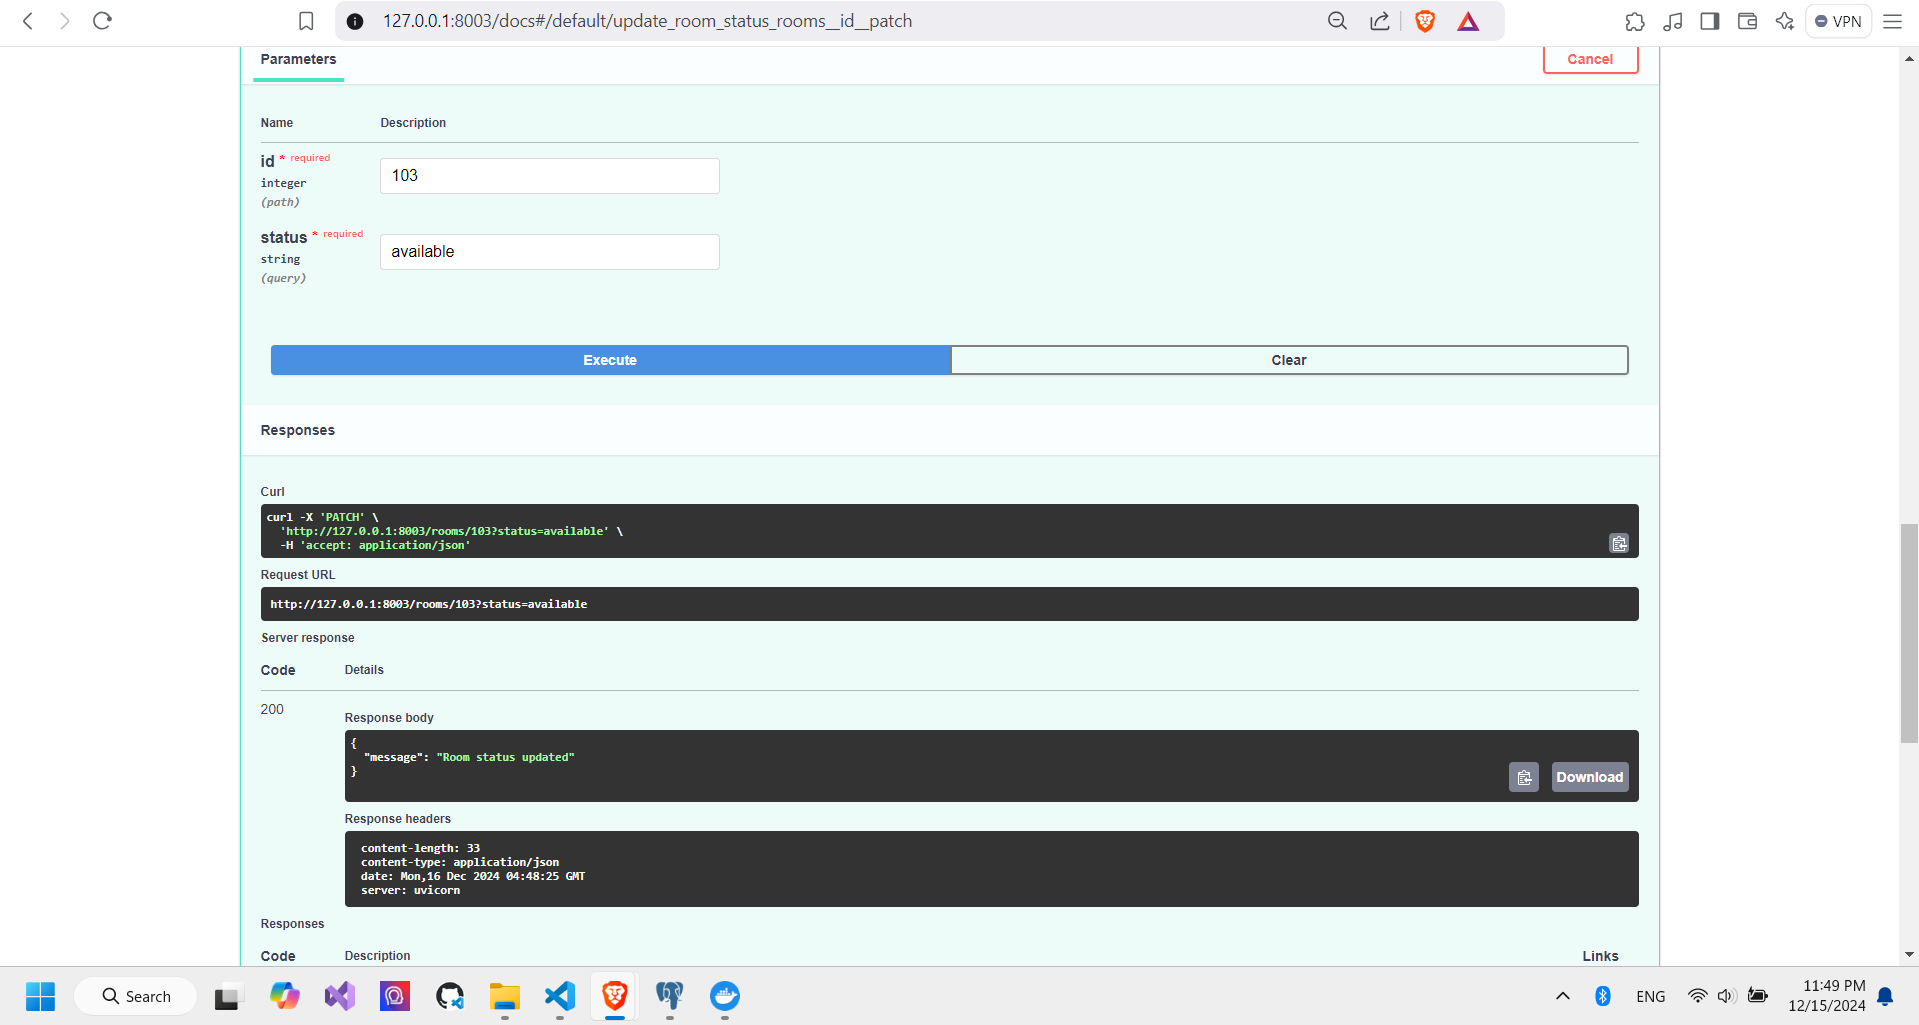 127.0.0.1:8003/docs#/default/update_room_status_rooms__id__patch
VPN
Parameters
Cancel
Name Description
id * required
integer
(path)
103
status * required
string
(query)
available
Execute
Clear
Responses
Curl
curl -X 'PATCH' \
'http://127.0.0.1:8003/rooms/103?status=available' \
-H 'accept: application/json'
Request URL
http://127.0.0.1:8003/rooms/103?status=available
Server response
Code Details
200
Response body
{
"message": "Room status updated"
}
Download
Response headers
content-length: 33
content-type: application/json
date: Mon,16 Dec 2024 04:48:25 GMT
server: uvicorn
Responses
Code Description Links
Search
ENG
11:49 PM
12/15/2024